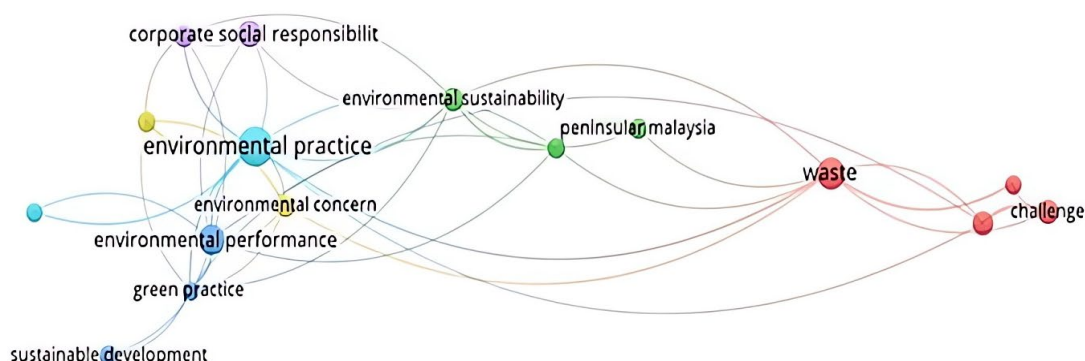 corporate social responsibilit
environmental sustainability
peninsular malaysia
environmental practice
waste
environmental concern
challenge
environmental performance
green practice
sustainable development